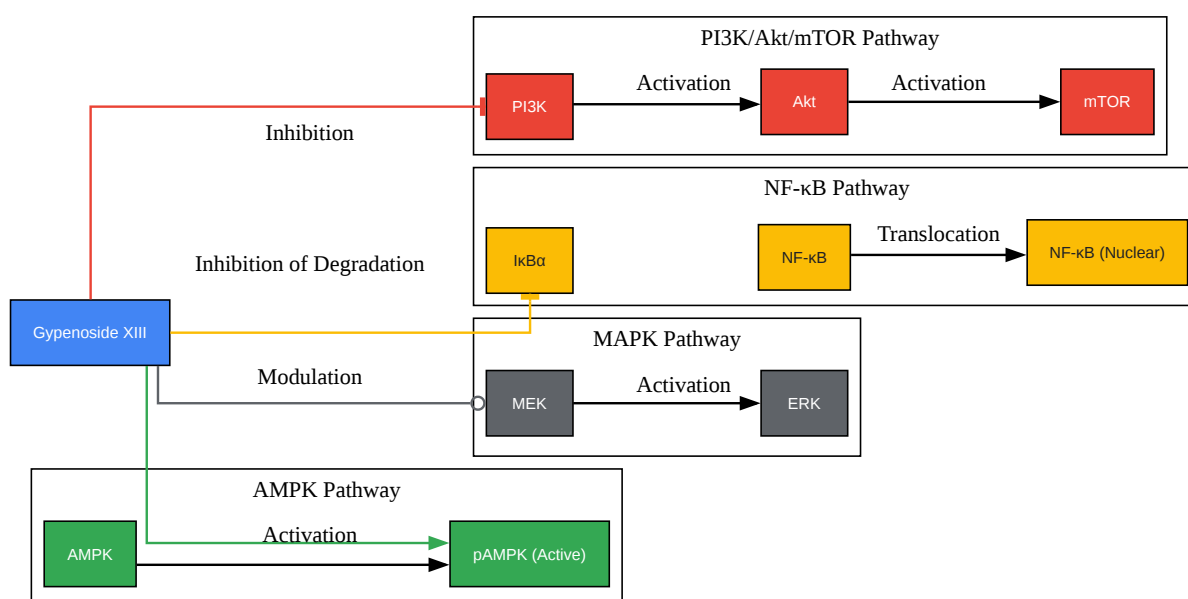 PI3K/Akt/mTOR Pathway
PI3K
Activation
Akt
Activation
mTOR
Inhibition
NF-κB Pathway
IκBα
NF-κB
Translocation
NF-κB (Nuclear)
Inhibition of Degradation
Gypenoside XIII
MAPK Pathway
Modulation
MEK
Activation
ERK
AMPK Pathway
AMPK
Activation
pAMPK (Active)